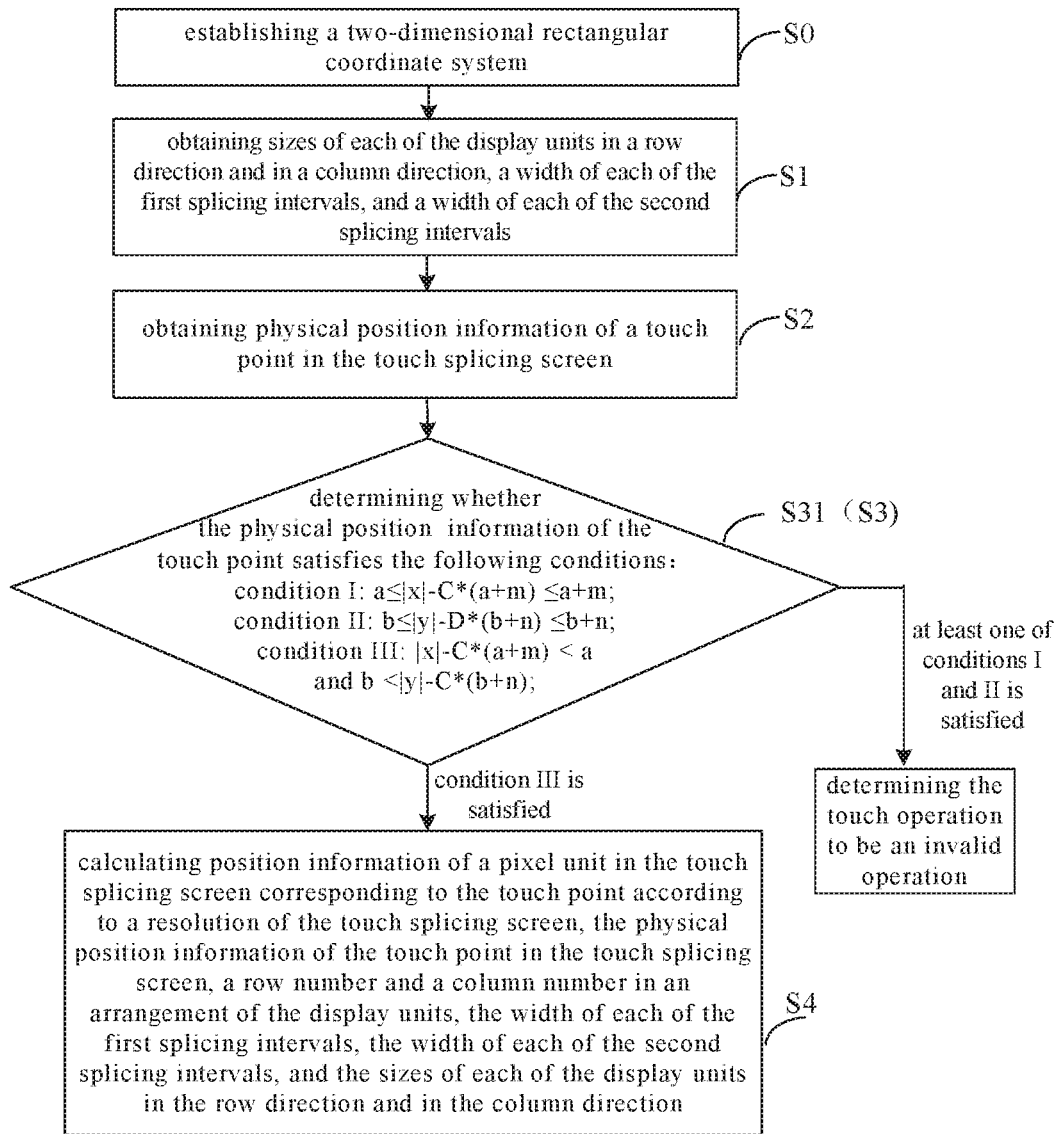 establishing a two-dimensional rectangular
coordinate system
S0
obtaining sizes of each of the display units in a row
direction and in a column direction, a width of each of the
first splicing intervals, and a width of each of the second
splicing intervals
S1
obtaining physical position information of a touch
point in the touch splicing screen
S2
determining whether
the physical position information of the
touch point satisfies the following conditions:
condition I: a≤|x|-C*(a+m) ≤a+m;
condition II: b≤|y|-D*(b+n) ≤b+n;
condition III: |x|-C*(a+m) < a
and b <|y|-C*(b+n);
S31 (S3)
at least one of
conditions I
and II is
satisfied
condition III is
satisfied
determining the
touch operation
to be an invalid
operation
calculating position information of a pixel unit in the touch
splicing screen corresponding to the touch point according
to a resolution of the touch splicing screen, the physical
position information of the touch point in the touch splicing
screen, a row number and a column number in an
arrangement of the display units, the width of each of the
first splicing intervals, the width of each of the second
splicing intervals, and the sizes of each of the display units
in the row direction and in the column direction
S4